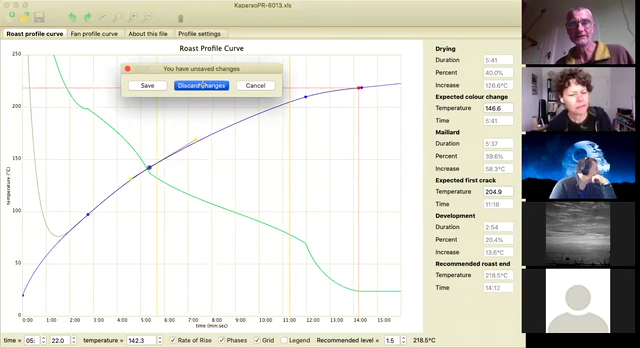 KaparaoPR-6013.xls
Roast profile curve
Fan profile curve
About this file
Profile settings
Roast Profile Curve
You have unsaved changes
Save
Discard changes
Cancel
temperature (°C)
250
200
150
100
50
0
0:00
1:00
2:00
3:00
4:00
5:00
6:00
7:00
8:00
9:00
10:00
11:00
12:00
13:00
14:00
15:00
time (min:sec)
Drying
Duration 5:41
Percent 40.0%
Increase 126.6°C
Expected colour change
Temperature 146.6
Time 5:41
Maillard
Duration 5:37
Percent 39.6%
Increase 58.3°C
Expected first crack
Temperature 204.9
Time 11:18
Development
Duration 2:54
Percent 20.4%
Increase 13.6°C
Recommended roast end
Temperature 218.5°C
Time 14:12
time = 05: 22.0 temperature = 142.3 Rate of Rise Phases Grid Legend Recommended level = 1.5 218.5°C